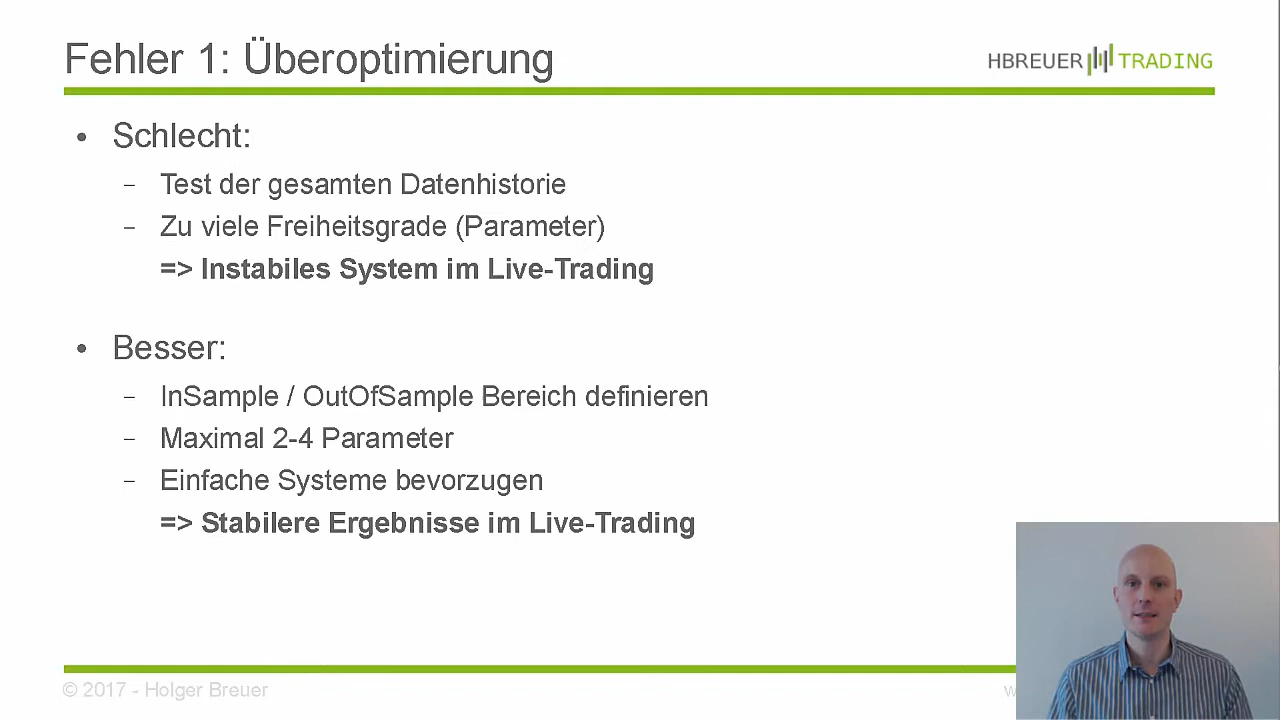 Fehler 1: Überoptimierung
HBREUER TRADING
• Schlecht:
– Test der gesamten Datenhistorie
– Zu viele Freiheitsgrade (Parameter)
=> Instabiles System im Live-Trading
• Besser:
– InSample / OutOfSample Bereich definieren
– Maximal 2-4 Parameter
– Einfache Systeme bevorzugen
=> Stabilere Ergebnisse im Live-Trading
© 2017 - Holger Breuer